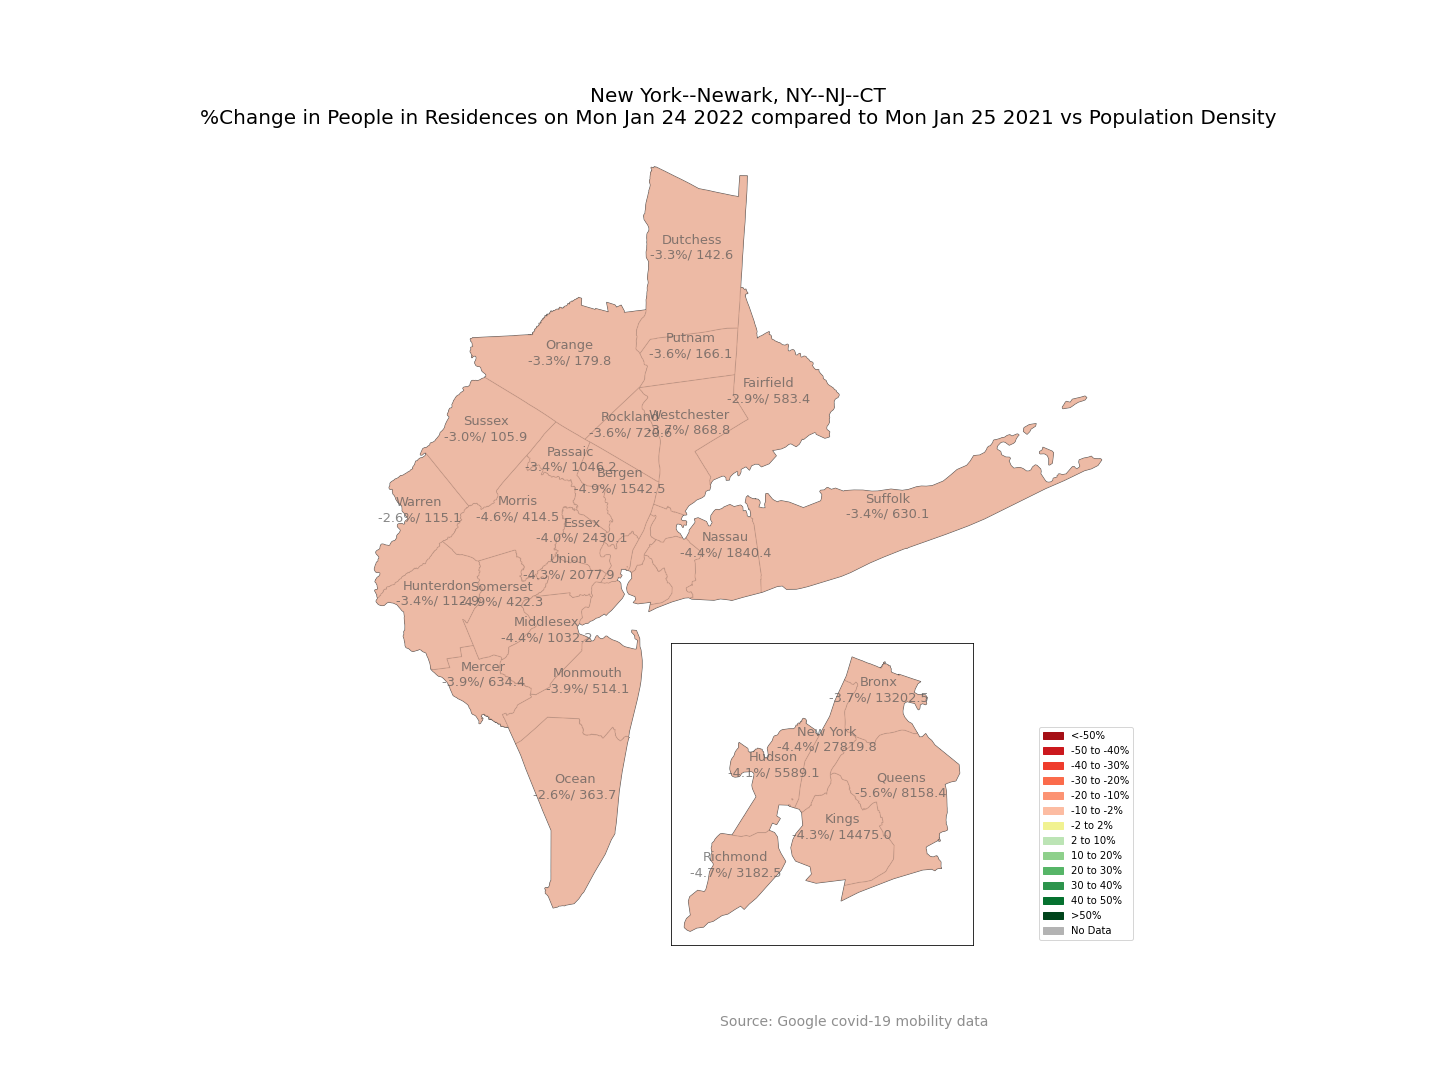 New York--Newark, NY--NJ--CT
%Change in People in Residences on Mon Jan 24 2022 compared to Mon Jan 25 2021 vs Population Density
Dutchess
-3.3%/ 142.6
Orange
-3.3%/ 179.8
Putnam
-3.6%/ 166.1
Fairfield
-2.9%/ 583.4
Sussex
-3.0%/ 105.9
Rockland
-3.6%/ 720.6
Westchester
-3.7%/ 868.8
Passaic
-3.4%/ 1046.2
Bergen
-4.9%/ 1542.5
Warren
-2.6%/ 115.1
Morris
-4.6%/ 414.5
Suffolk
-3.4%/ 630.1
Essex
-4.0%/ 2430.1
Nassau
-4.4%/ 1840.4
Union
-4.3%/ 2077.9
Hunterdon
-3.4%/ 112.9
Somerset
-4.9%/ 422.3
Middlesex
-4.4%/ 1032.2
Mercer
-3.9%/ 634.4
Monmouth
-3.9%/ 514.1
Ocean
-2.6%/ 363.7
Bronx
-3.7%/ 13202.5
New York
-4.4%/ 27819.8
Hudson
-4.1%/ 5589.1
Queens
-5.6%/ 8158.4
Kings
-4.3%/ 14475.0
Richmond
-4.7%/ 3182.5
<-50%
-50 to -40%
-40 to -30%
-30 to -20%
-20 to -10%
-10 to -2%
-2 to 2%
2 to 10%
10 to 20%
20 to 30%
30 to 40%
40 to 50%
>50%
No Data
Source: Google covid-19 mobility data